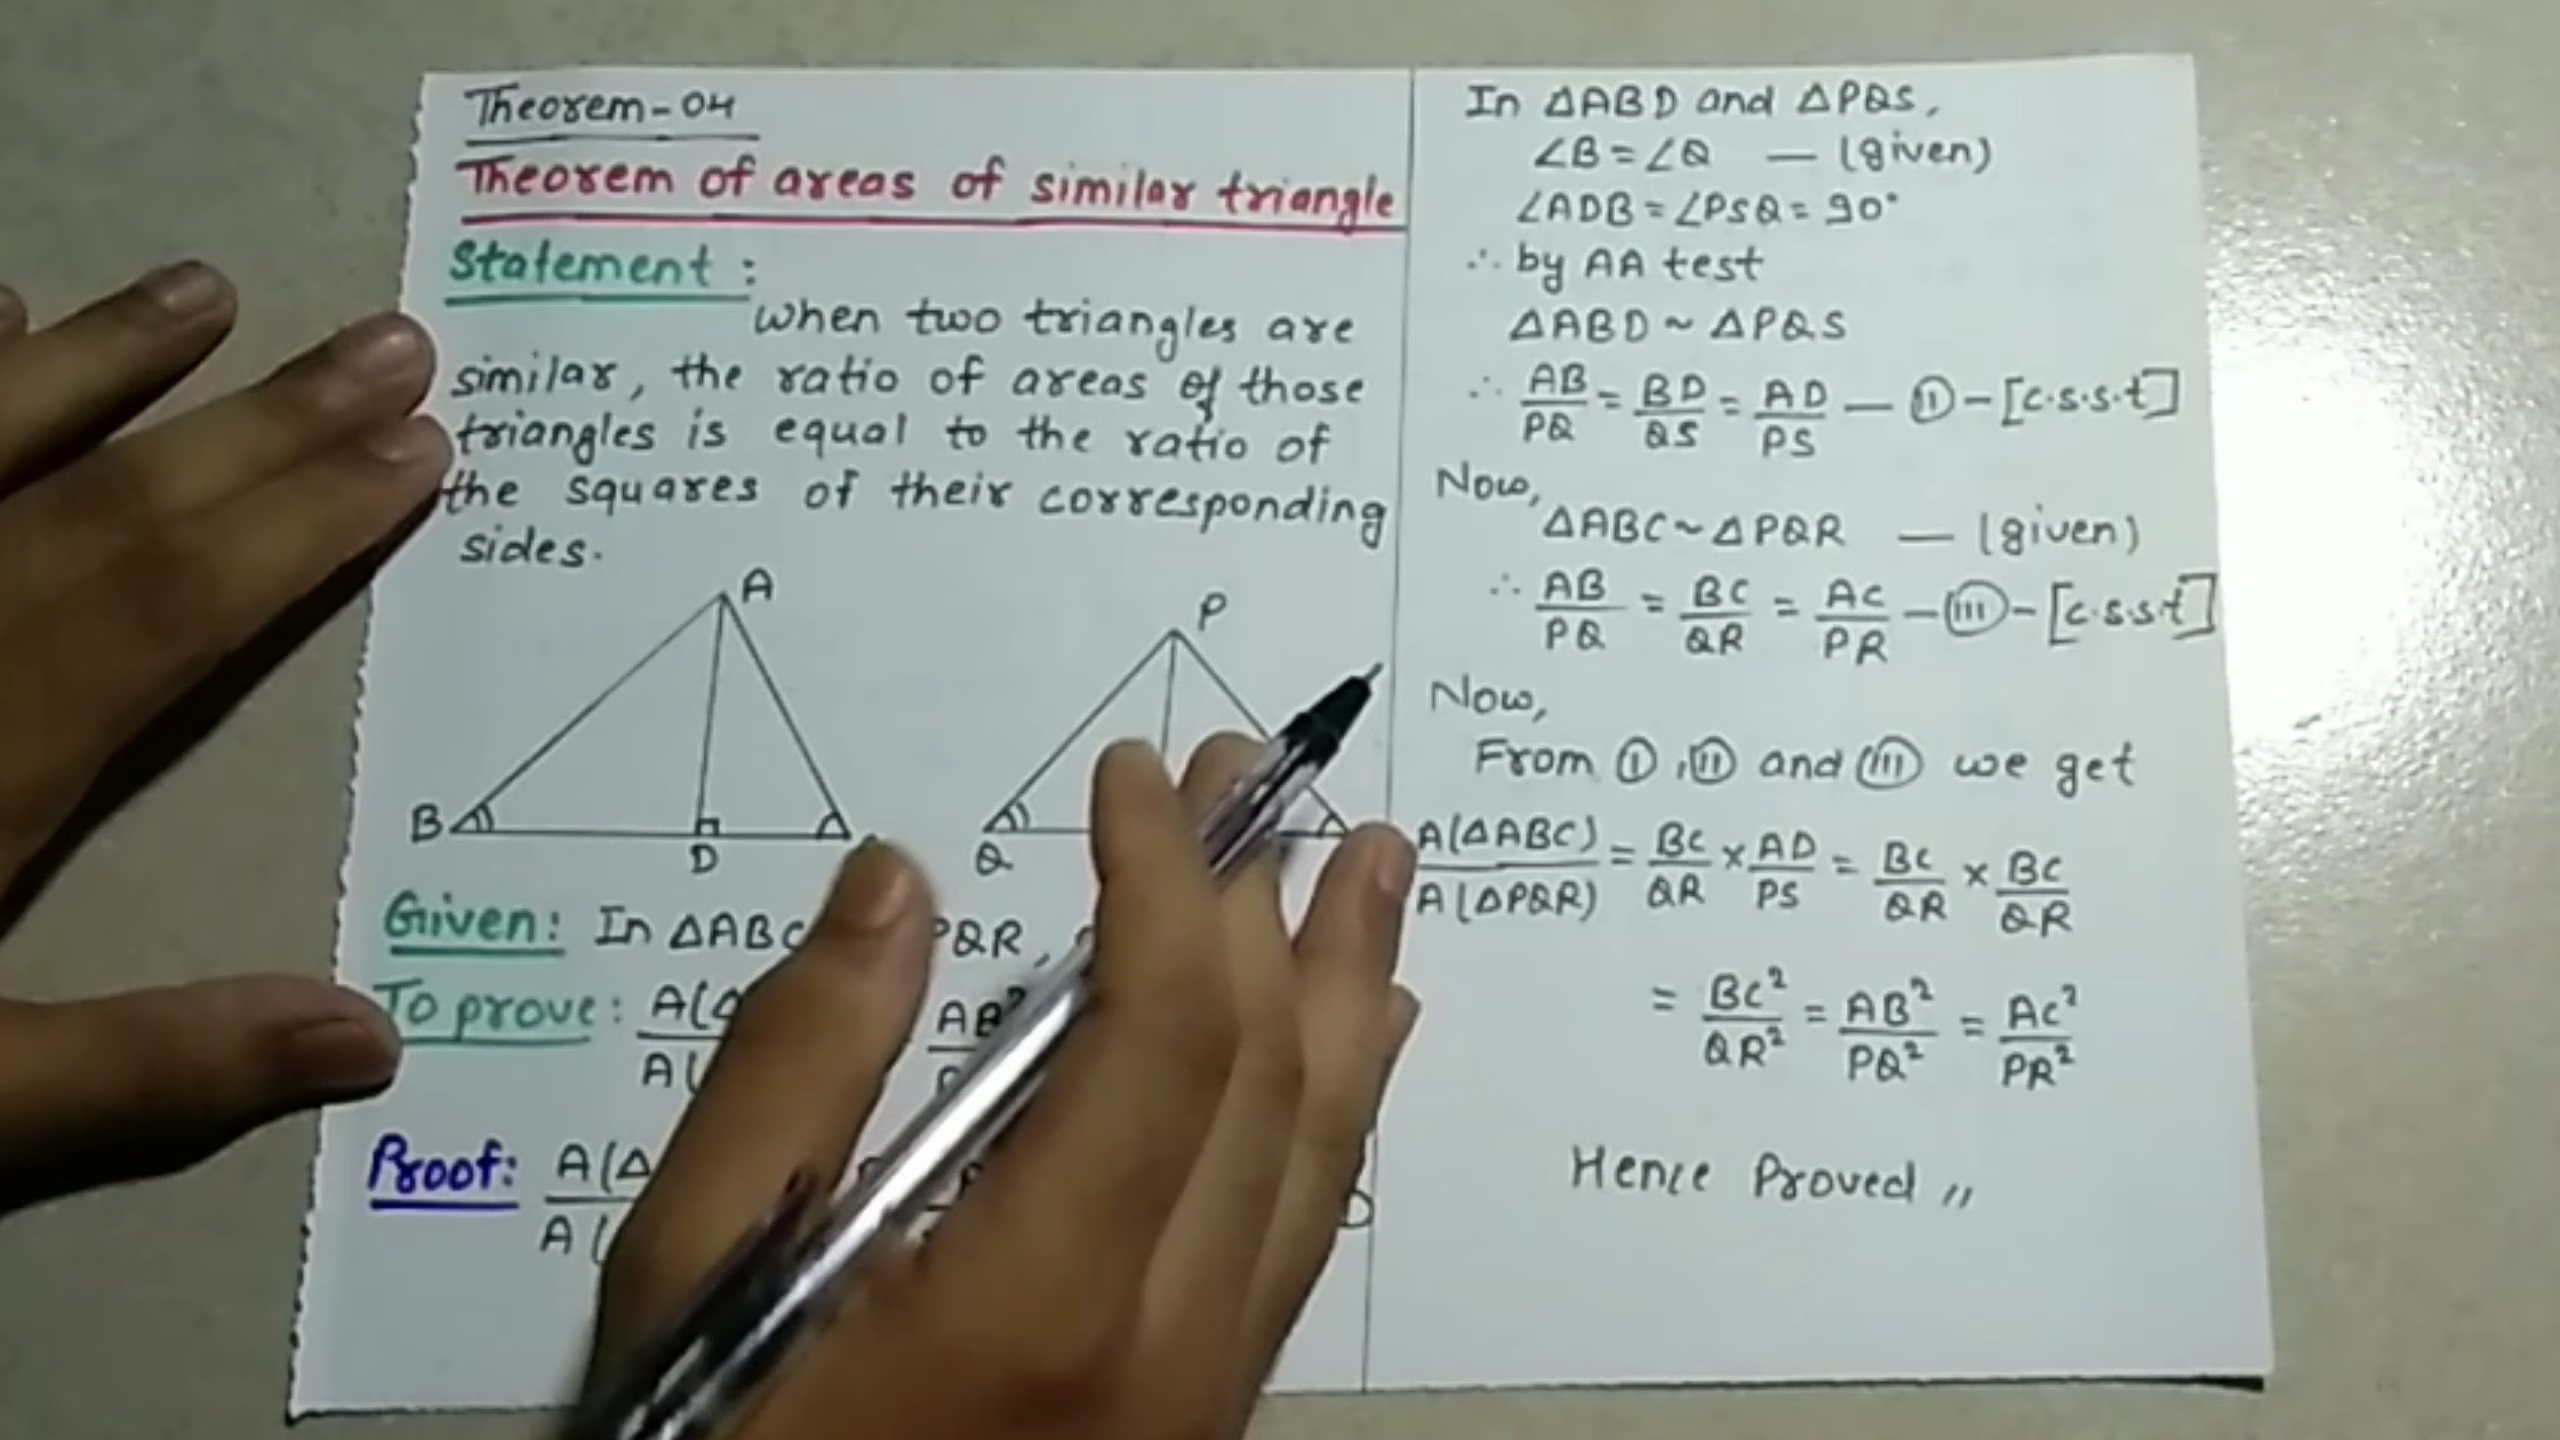 Theorem-04
Theorem of areas of similar triangle
Statement :
When two triangles are
similar, the ratio of areas of those
triangles is equal to the ratio of
the squares of their corresponding
sides.
A
P
B
D
Q
Given: In ΔABC PQR,
To prove: A(Δ AB²
A(
Proof: A(Δ
A(
In ΔABD and ΔPQS,
∠B = ∠Q — (given)
∠ADB = ∠PSQ = 90°
∴ by AA test
ΔABD ~ ΔPQS
∴ AB/PQ = BD/QS = AD/PS — (II) - [c.s.s.t]
Now,
ΔABC ~ ΔPQR — (given)
∴ AB/PQ = BC/QR = AC/PR - (III) - [c.s.s.t]
Now,
From (I), (II) and (III) we get
A(ΔABC)/A(ΔPQR) = BC/QR × AD/PS = BC/QR × BC/QR
= BC²/QR² = AB²/PQ² = AC²/PR²
Hence Proved,,